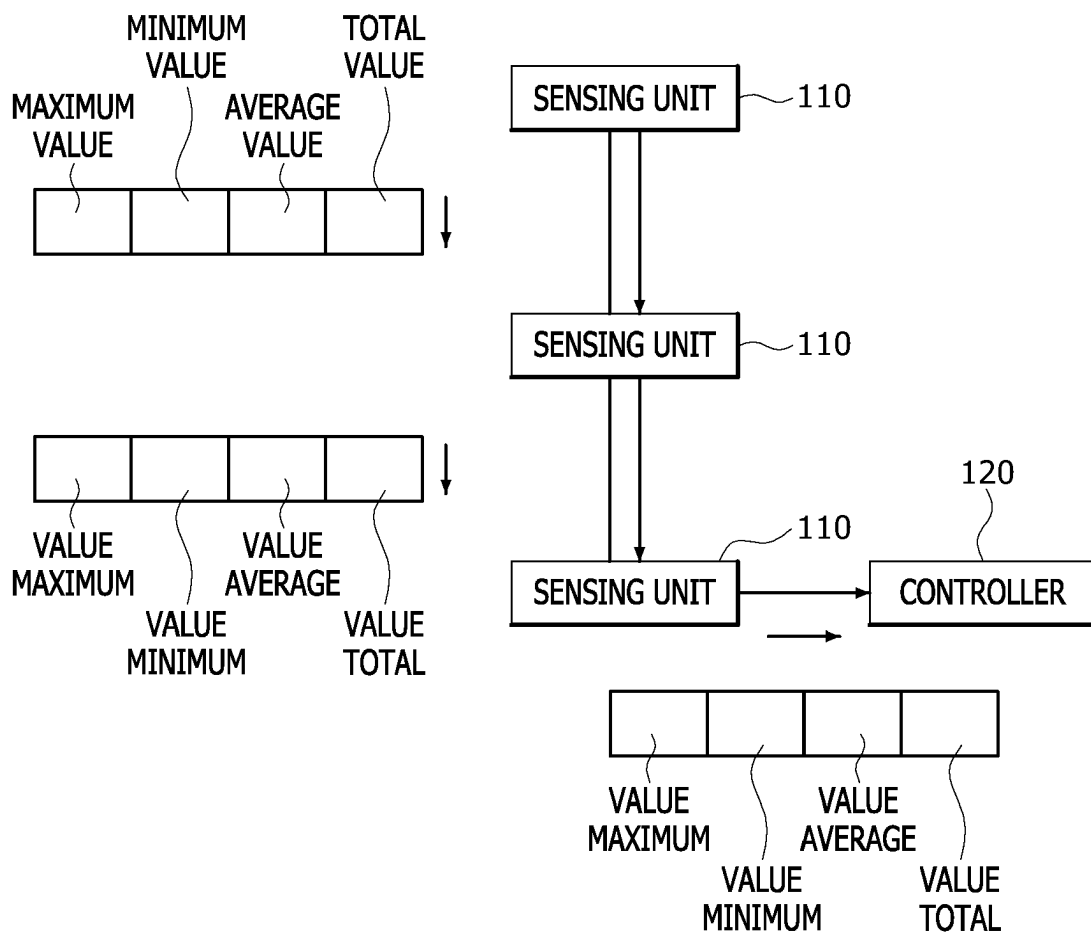 MINIMUM
VALUE
TOTAL
VALUE
MAXIMUM
VALUE
AVERAGE
VALUE
SENSING UNIT
110
SENSING UNIT
110
VALUE
MAXIMUM
VALUE
AVERAGE
VALUE
MINIMUM
VALUE
TOTAL
110
SENSING UNIT
120
CONTROLLER
VALUE
MAXIMUM
VALUE
AVERAGE
VALUE
MINIMUM
VALUE
TOTAL